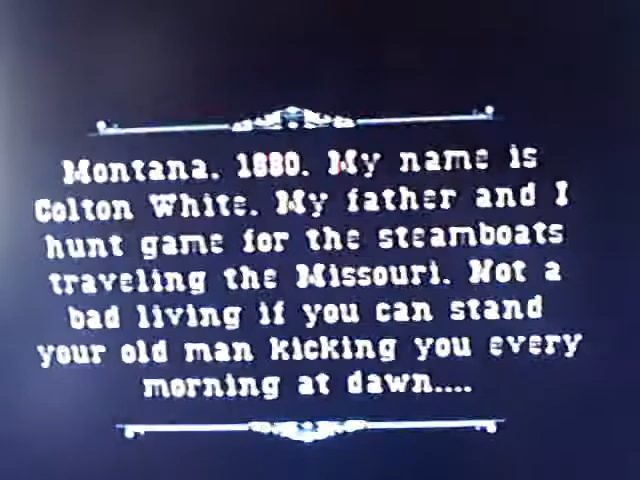 Montana. 1880. My name is
Colton White. My father and I
hunt game for the steamboats
traveling the Missouri. Not a
bad living if you can stand
your old man kicking you every
morning at dawn....